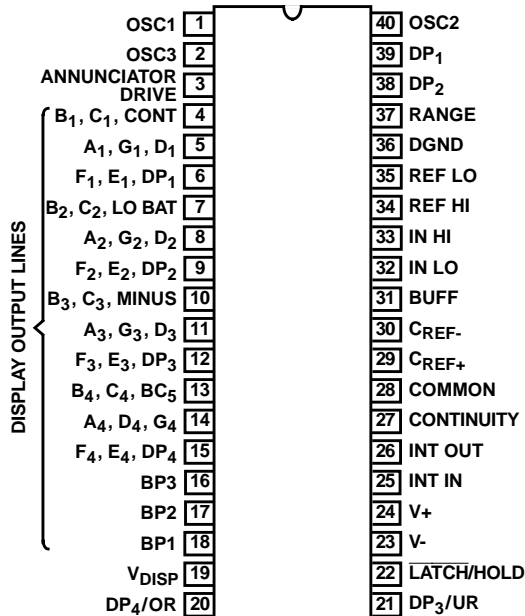 OSC1 1
OSC3 2
ANNUNCIATOR
DRIVE 3
B1, C1, CONT 4
A1, G1, D1 5
F1, E1, DP1 6
B2, C2, LO BAT 7
A2, G2, D2 8
F2, E2, DP2 9
B3, C3, MINUS 10
A3, G3, D3 11
F3, E3, DP3 12
B4, C4, BC5 13
A4, D4, G4 14
F4, E4, DP4 15
BP3 16
BP2 17
BP1 18
VDISP 19
DP4/OR 20
DISPLAY OUTPUT LINES
40 OSC2
39 DP1
38 DP2
37 RANGE
36 DGND
35 REF LO
34 REF HI
33 IN HI
32 IN LO
31 BUFF
30 CREF-
29 CREF+
28 COMMON
27 CONTINUITY
26 INT OUT
25 INT IN
24 V+
23 V-
22 LATCH/HOLD
21 DP3/UR